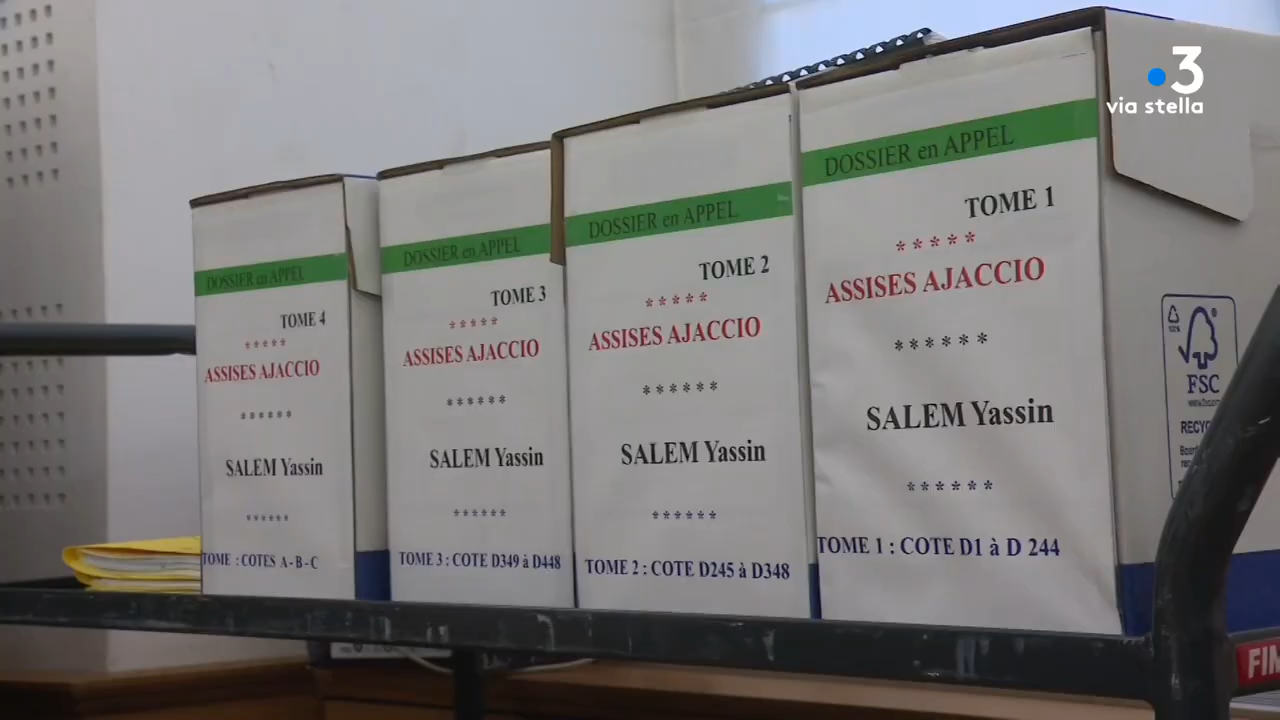 3
via stella
DOSSIER en APPEL
TOME 4
*****
ASSISES AJACCIO
******
SALEM Yassin
******
TOME : COTES A - B - C
DOSSIER en APPEL
TOME 3
*****
ASSISES AJACCIO
******
SALEM Yassin
******
TOME 3 : COTE D349 à D448
DOSSIER en APPEL
TOME 2
*****
ASSISES AJACCIO
******
SALEM Yassin
******
TOME 2 : COTE D245 à D348
DOSSIER en APPEL
TOME 1
*****
ASSISES AJACCIO
******
SALEM Yassin
******
TOME 1 : COTE D1 à D 244
FSC